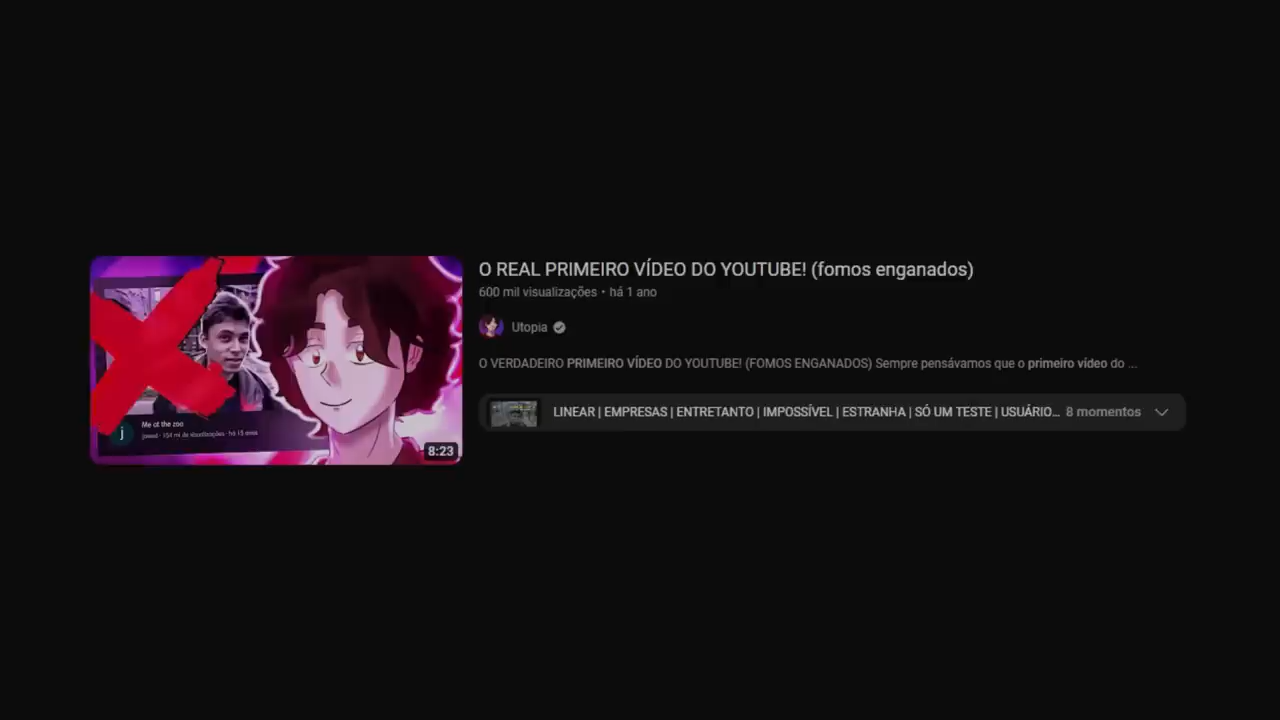 O REAL PRIMEIRO VÍDEO DO YOUTUBE! (fomos enganados)
600 mil visualizações • há 1 ano
Utopia
O VERDADEIRO PRIMEIRO VÍDEO DO YOUTUBE! (FOMOS ENGANADOS) Sempre pensávamos que o primeiro vídeo do ...
LINEAR | EMPRESAS | ENTRETANTO | IMPOSSÍVEL | ESTRANHA | SÓ UM TESTE | USUÁRIO... 8 momentos
j
Me at the zoo
jawed
8:23